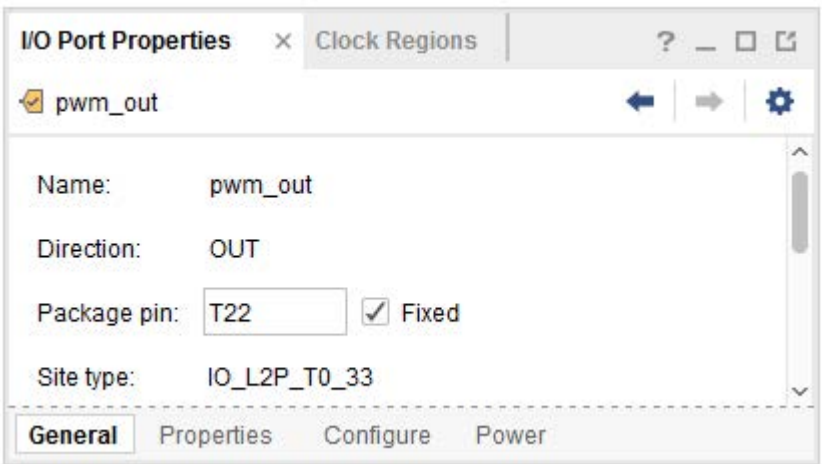 I/O Port Properties × Clock Regions ?
pwm_out
Name: pwm_out
Direction: OUT
Package pin: T22 Fixed
Site type: IO_L2P_T0_33
General Properties Configure Power